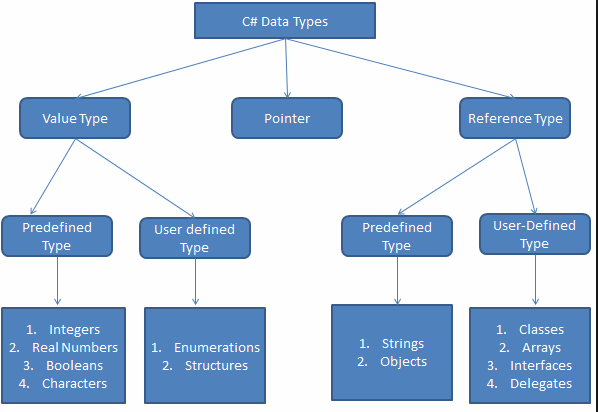 C# Data Types
Value Type
Pointer
Reference Type
Predefined
Type
User defined
Type
Predefined
Type
User-Defined
Type
1. Integers
2. Real Numbers
3. Booleans
4. Characters
1. Enumerations
2. Structures
1. Strings
2. Objects
1. Classes
2. Arrays
3. Interfaces
4. Delegates